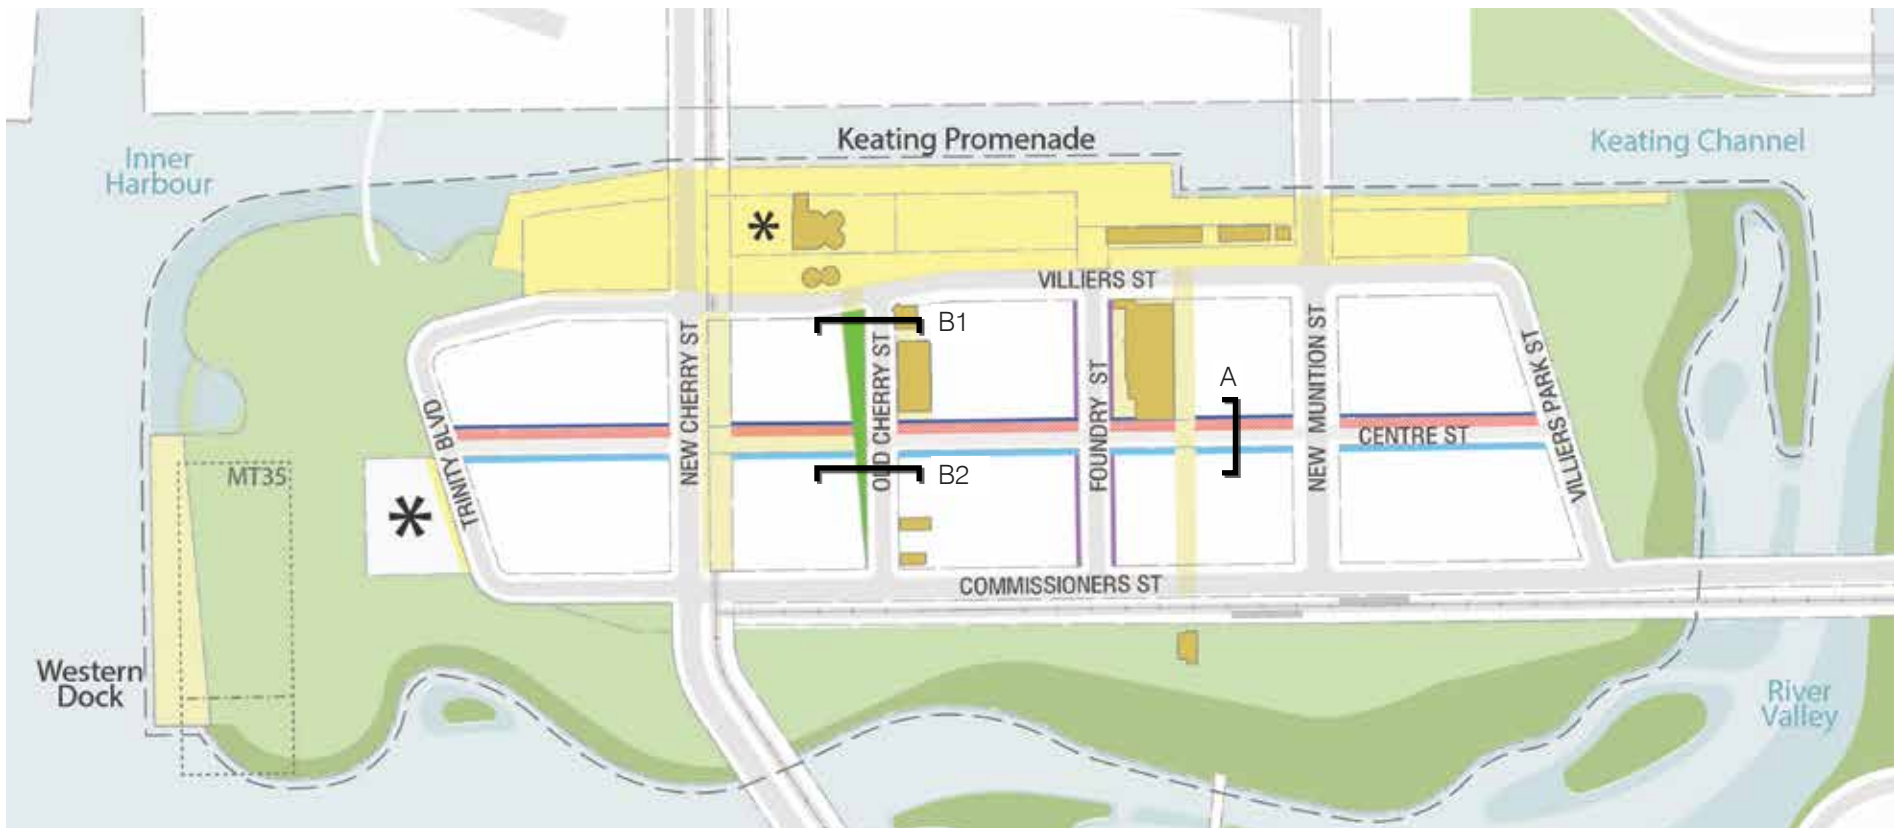 Keating Promenade
Keating Channel
Inner
Harbour
*
VILLIERS ST
B1
NEW CHERRY ST
OLD CHERRY ST
FOUNDRY ST
NEW MUNITION ST
VILLIERS PARK ST
A
TRINITY BLVD
CENTRE ST
MT35
B2
*
COMMISSIONERS ST
Western
Dock
River
Valley